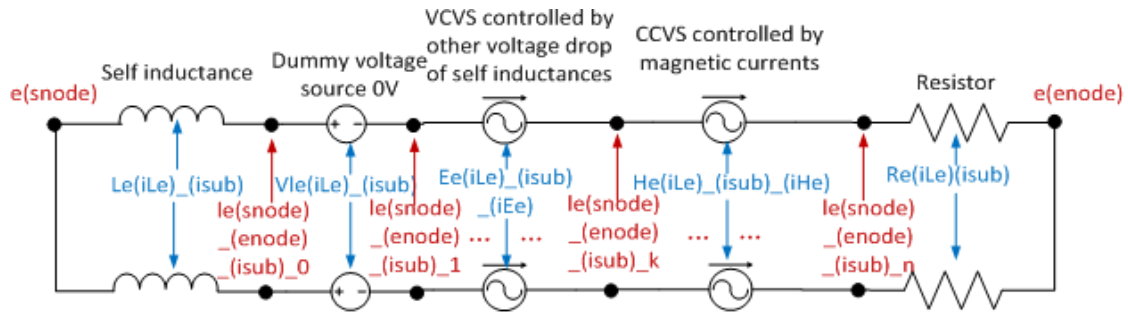 VCVS controlled by
other voltage drop
of self inductances
CCVS controlled by
magnetic currents
Self inductance
Dummy voltage
source 0V
Resistor
e(snode)
e(enode)
+ -
Le(iLe)_(isub)
Vle(iLe)_(isub)
Ee(iLe)_(isub)
_(iEe)
He(iLe)_(isub)_(iHe)
Re(iLe)(isub)
le(snode)
_(enode)
_(isub)_0
le(snode)
_(enode)
_(isub)_1
... ...
le(snode)
_(enode)
_(isub)_k
... ...
le(snode)
_(enode)
_(isub)_n
+ -